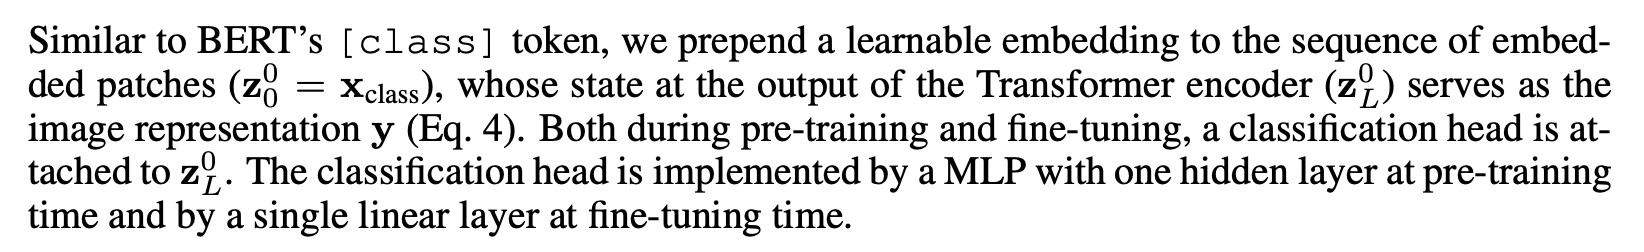 Similar to BERT's [class] token, we prepend a learnable embedding to the sequence of embed-
ded patches (z₀⁰ = x_class), whose state at the output of the Transformer encoder (z_L⁰) serves as the
image representation y (Eq. 4). Both during pre-training and fine-tuning, a classification head is at-
tached to z_L⁰. The classification head is implemented by a MLP with one hidden layer at pre-training
time and by a single linear layer at fine-tuning time.